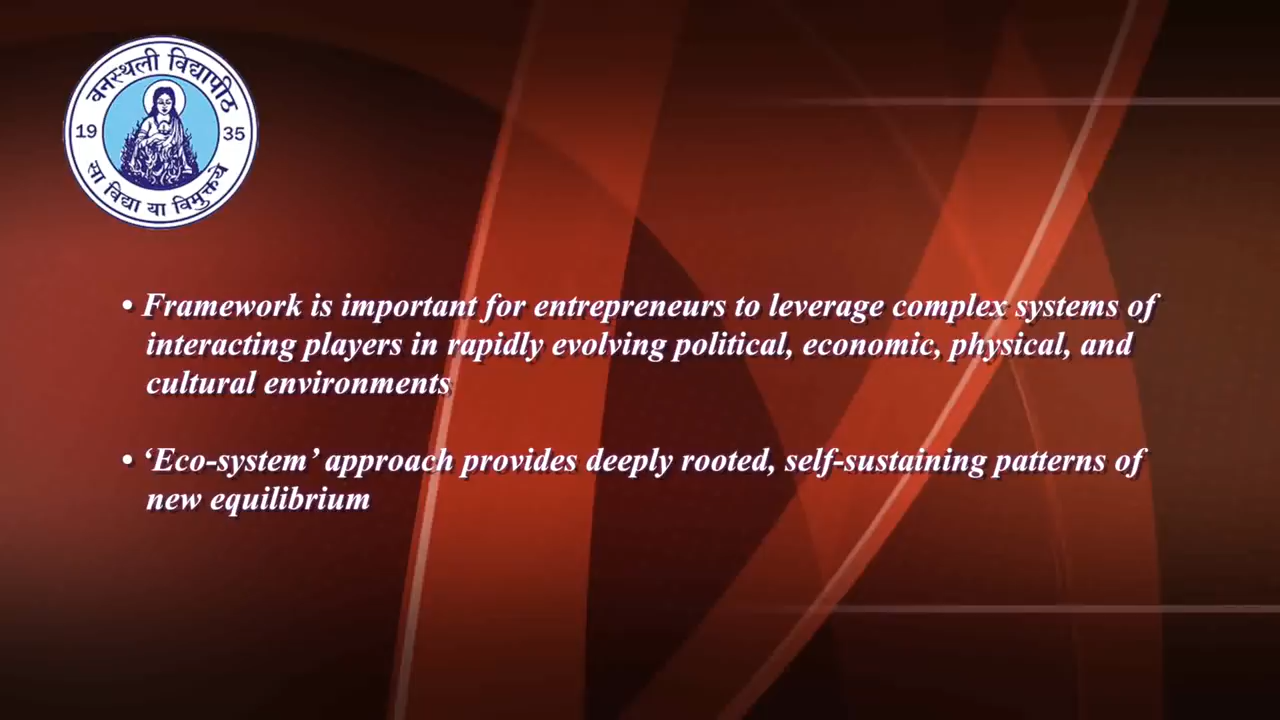 वनस्थली विद्यापीठ
19 35
सा विद्या या विमुक्तये
• Framework is important for entrepreneurs to leverage complex systems of
interacting players in rapidly evolving political, economic, physical, and
cultural environments
• ‘Eco-system’ approach provides deeply rooted, self-sustaining patterns of
new equilibrium